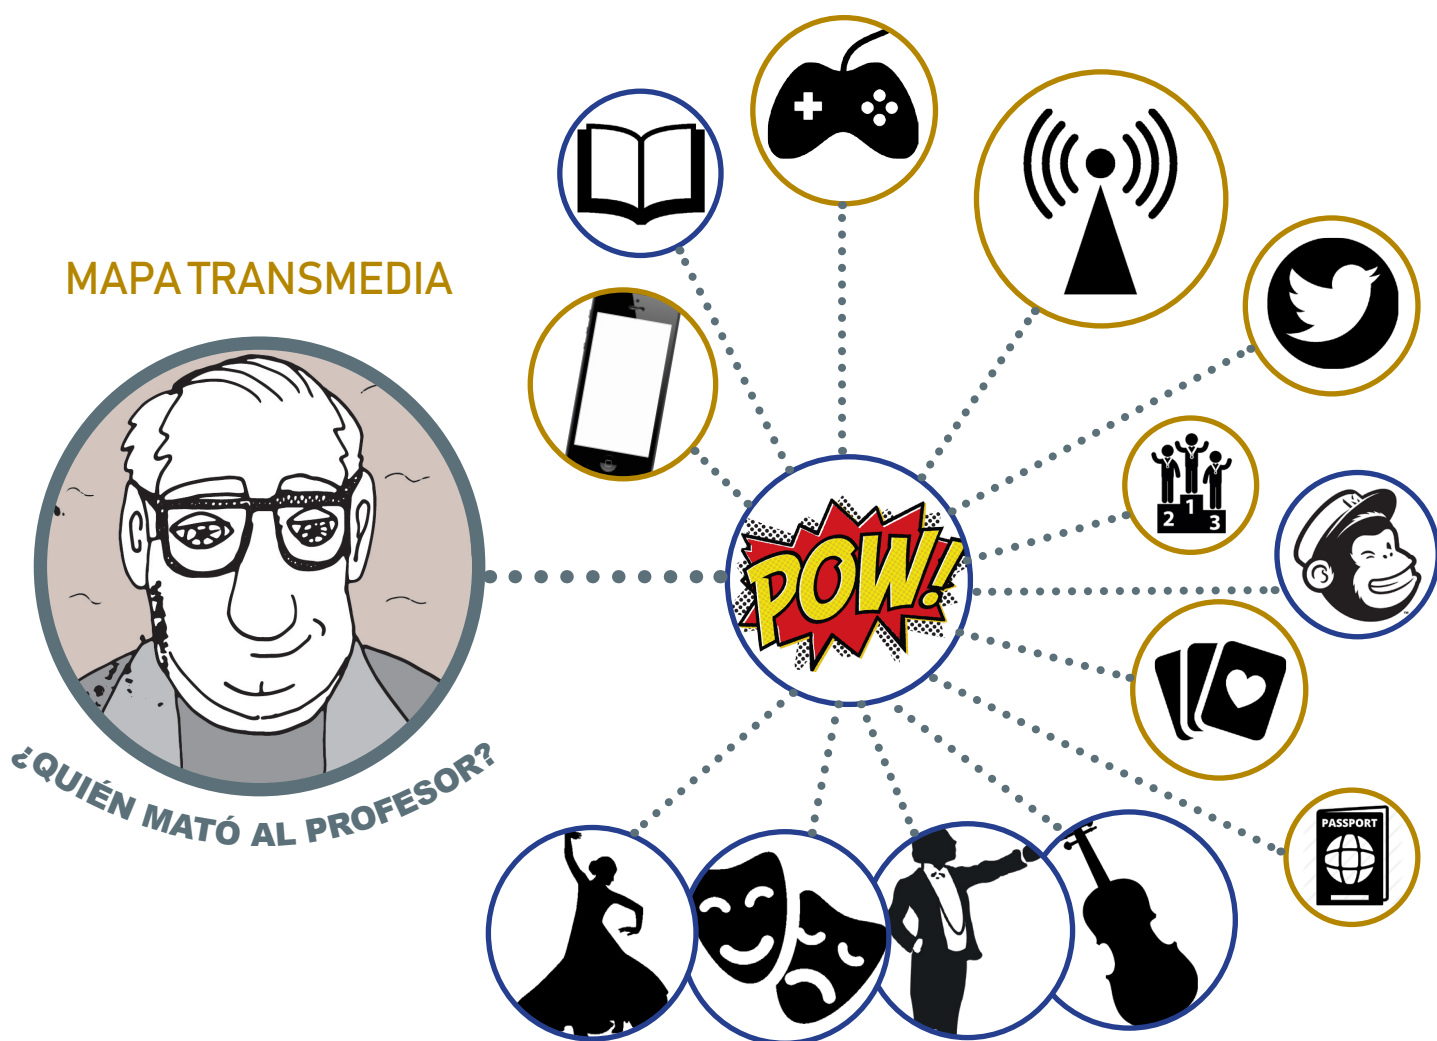 MAPA TRANSMEDIA
¿QUIÉN MATÓ AL PROFESOR?
POW!!
2 1 3
PASSPORT